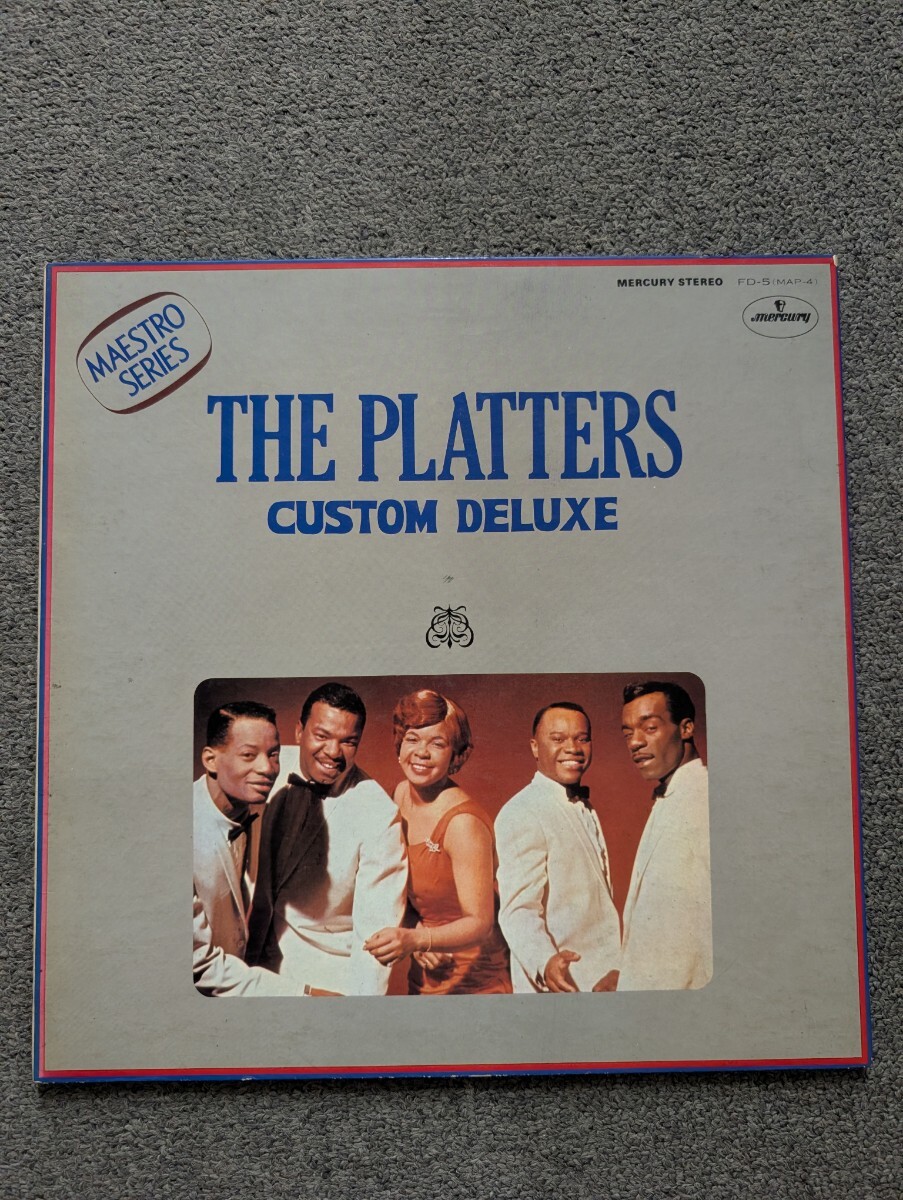 MERCURY STEREO FD-5(MAP-4)
mercury
MAESTRO
SERIES
THE PLATTERS
CUSTOM DELUXE